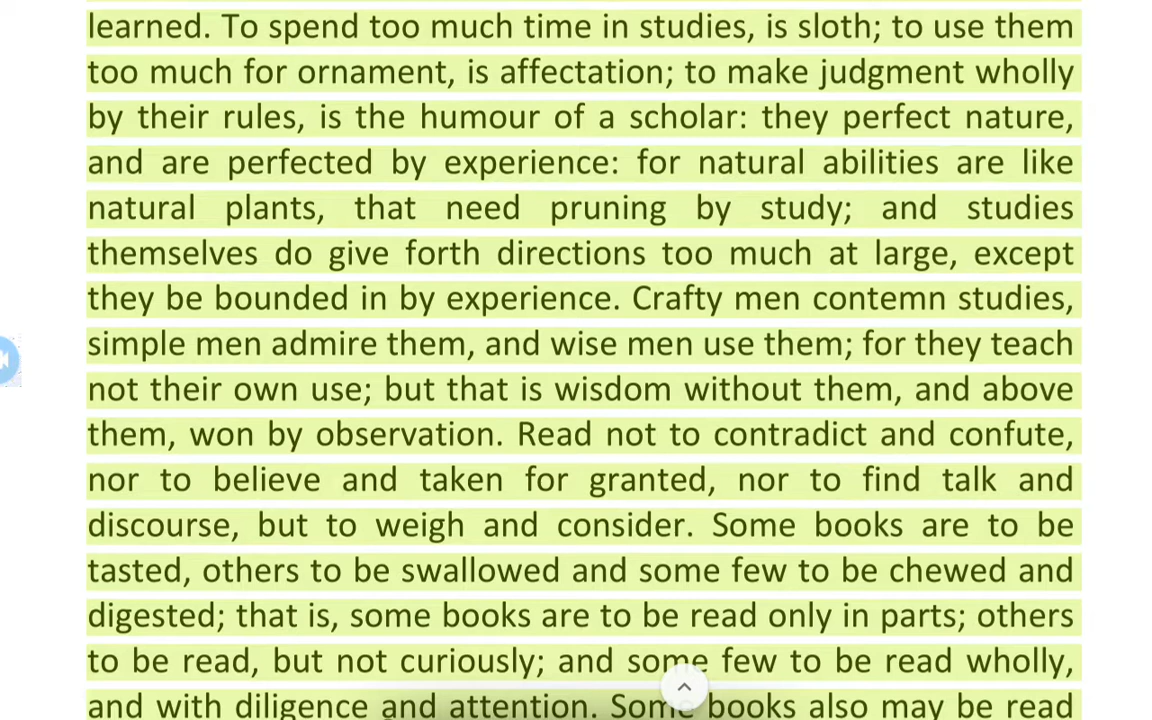 learned. To spend too much time in studies, is sloth; to use them
too much for ornament, is affectation; to make judgment wholly
by their rules, is the humour of a scholar: they perfect nature,
and are perfected by experience: for natural abilities are like
natural plants, that need pruning by study; and studies
themselves do give forth directions too much at large, except
they be bounded in by experience. Crafty men contemn studies,
simple men admire them, and wise men use them; for they teach
not their own use; but that is wisdom without them, and above
them, won by observation. Read not to contradict and confute,
nor to believe and taken for granted, nor to find talk and
discourse, but to weigh and consider. Some books are to be
tasted, others to be swallowed and some few to be chewed and
digested; that is, some books are to be read only in parts; others
to be read, but not curiously; and some few to be read wholly,
and with diligence and attention. Some books also may be read